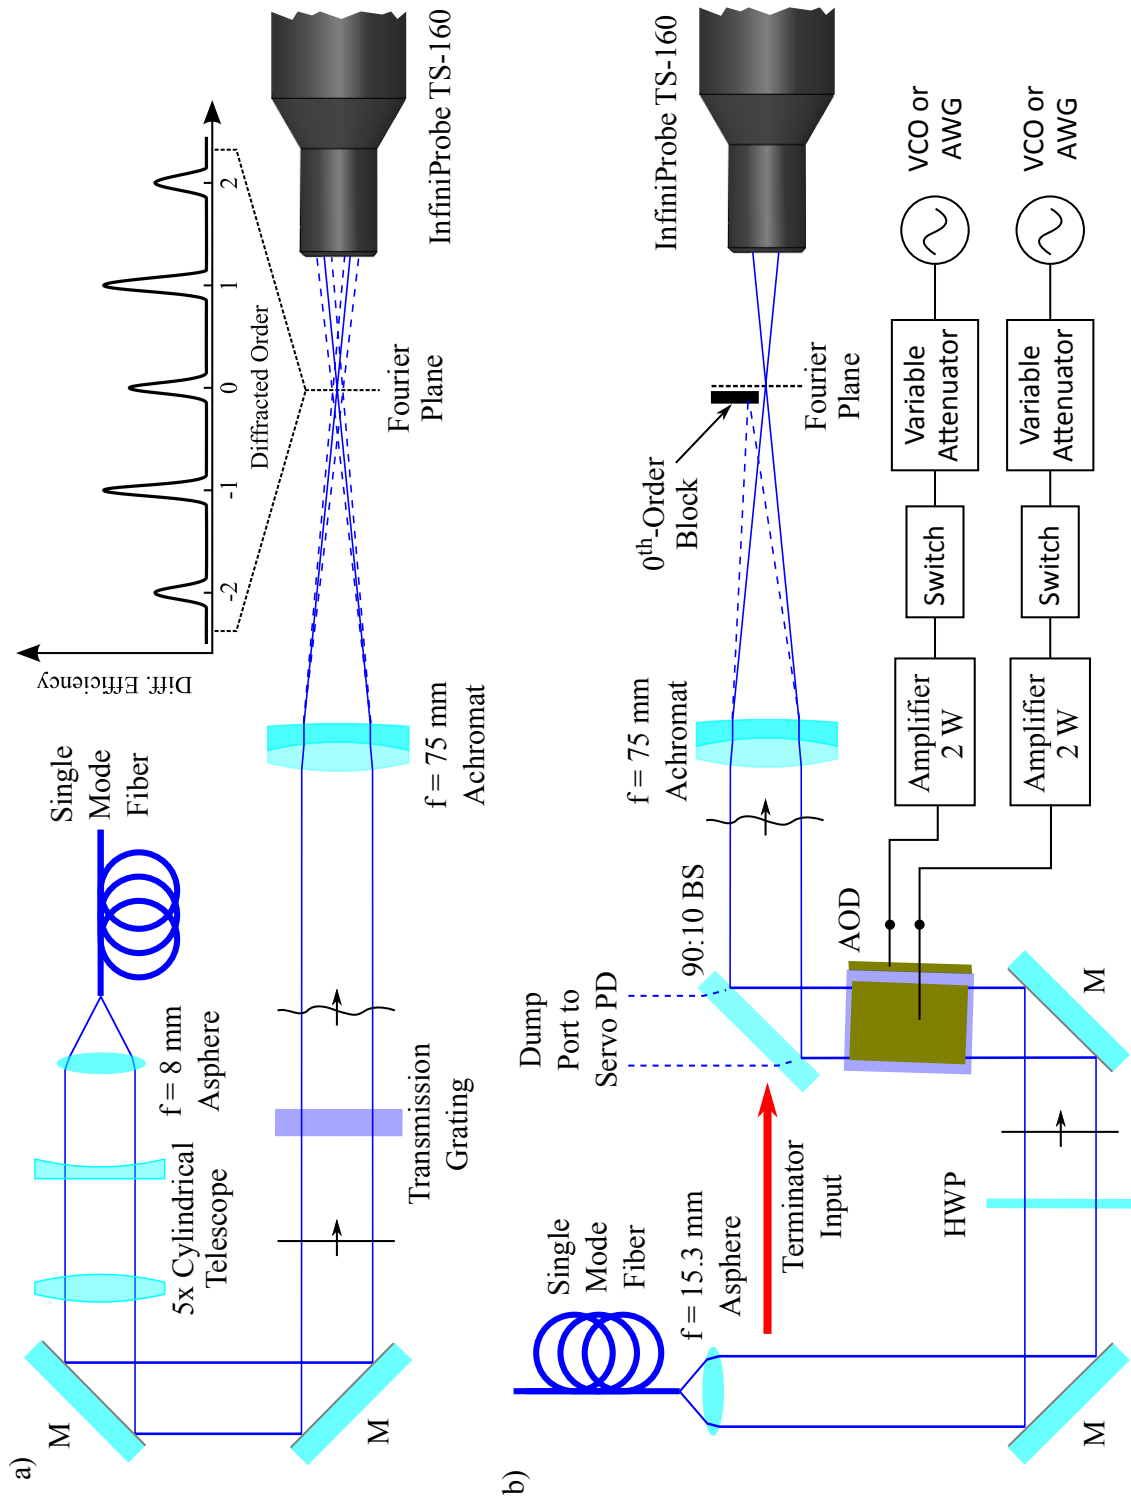 a)
M
M
5x Cylindrical
Telescope
f = 8 mm
Asphere
Single
Mode
Fiber
Transmission
Grating
f = 75 mm
Achromat
Diff. Efficiency
-2
-1
0
1
2
Diffracted Order
Fourier
Plane
InfiniProbe TS-160
b)
M
M
Single
Mode
Fiber
f = 15.3 mm
Asphere
Terminator
Input
HWP
Dump
Port to
Servo PD
90:10 BS
AOD
f = 75 mm
Achromat
0th-Order
Block
Fourier
Plane
InfiniProbe TS-160
Amplifier
2 W
Switch
Variable
Attenuator
VCO or
AWG
Amplifier
2 W
Switch
Variable
Attenuator
VCO or
AWG